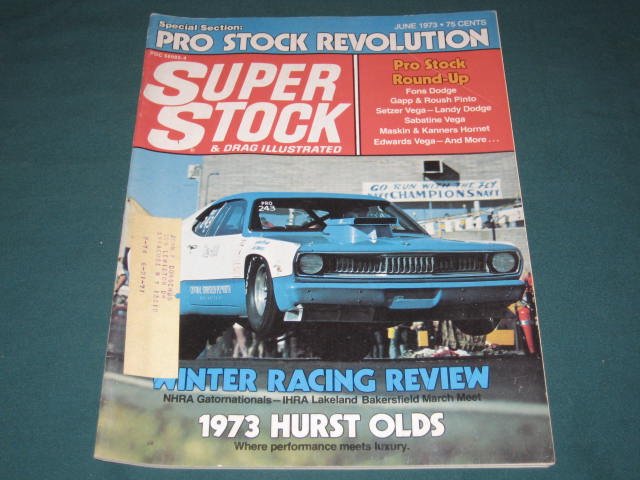 Special Section:
JUNE 1973 • 75 CENTS
PRO STOCK REVOLUTION
SUPER
STOCK
& DRAG ILLUSTRATED
Pro Stock
Round-Up
Fons Dodge
Gapp & Roush Pinto
Setzer Vega—Landy Dodge
Sabatine Vega
Maskin & Kanners Hornet
Edwards Vega—And More...
GO RUN WITH THE
CHAMPIONS
PRO
243
WINTER RACING REVIEW
NHRA Gatornationals—IHRA Lakeland Bakersfield March Meet
1973 HURST OLDS
Where performance meets luxury.